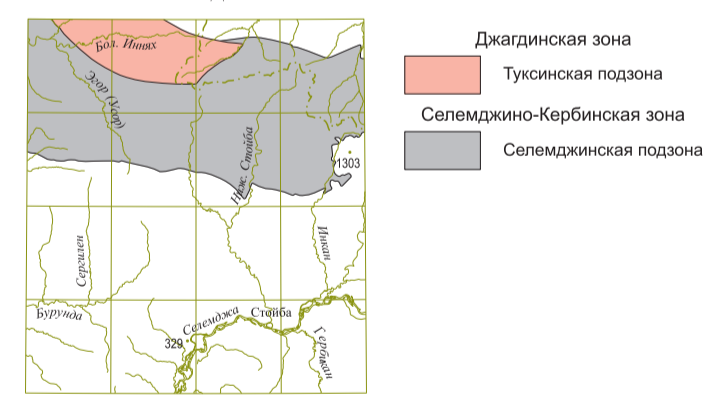 Бол. Иннях
Эгор (Усор)
Ниж. Стойба
1303
Сергилен
Инкан
Бурунда
Селемджа
Стойба
329
Гербикан
Джагдинская зона
Туксинская подзона
Селемджино-Кербинская зона
Селемджинская подзона